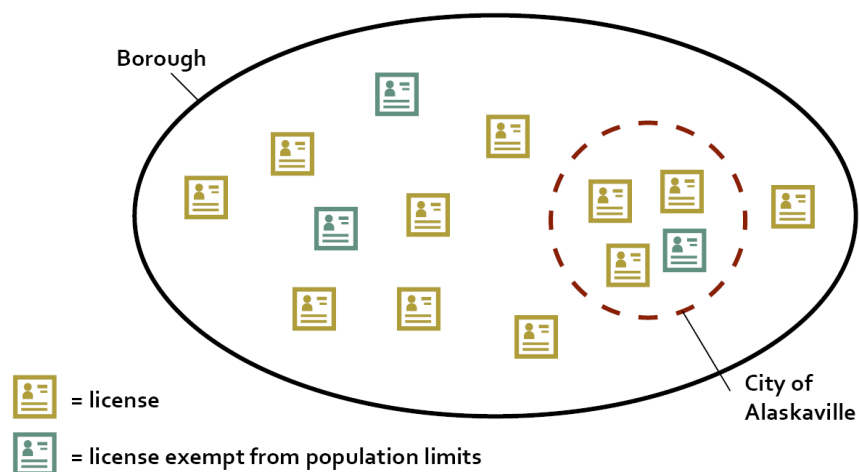 Borough
City of
Alaskaville
= license
= license exempt from population limits